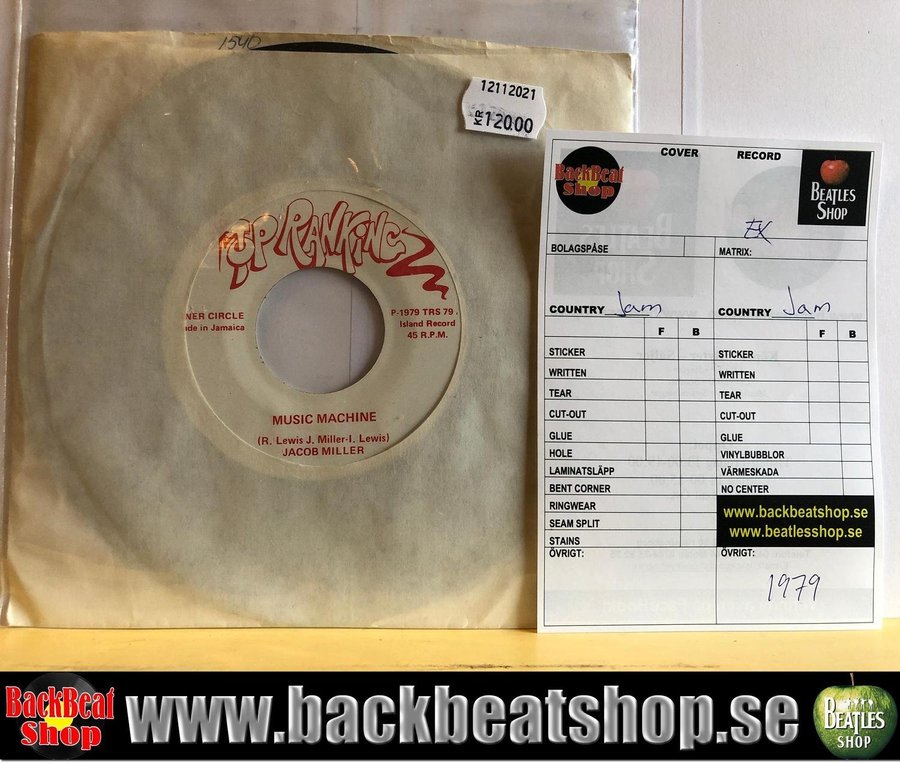 1540
12112021
KR 120.00
TOP RANKING
NER CIRCLE
de in Jamaica
P-1979 TRS 79
Island Record
45 R.P.M.
MUSIC MACHINE
(R. Lewis J. Miller-I. Lewis)
JACOB MILLER
BackBeat
Shop
COVER
RECORD
BEATLES
SHOP
EX
BOLAGSPÅSE
MATRIX:
COUNTRY Jam
COUNTRY Jam
F B
F B
STICKER
STICKER
WRITTEN
WRITTEN
TEAR
TEAR
CUT-OUT
CUT-OUT
GLUE
GLUE
HOLE
VINYLBUBBLOR
LAMINATSLÄPP
VÄRMESKADA
BENT CORNER
NO CENTER
RINGWEAR
www.backbeatshop.se
SEAM SPLIT
www.beatlesshop.se
STAINS
ÖVRIGT:
ÖVRIGT:
1979
BackBeat
Shop
www.backbeatshop.se
BEATLES
SHOP